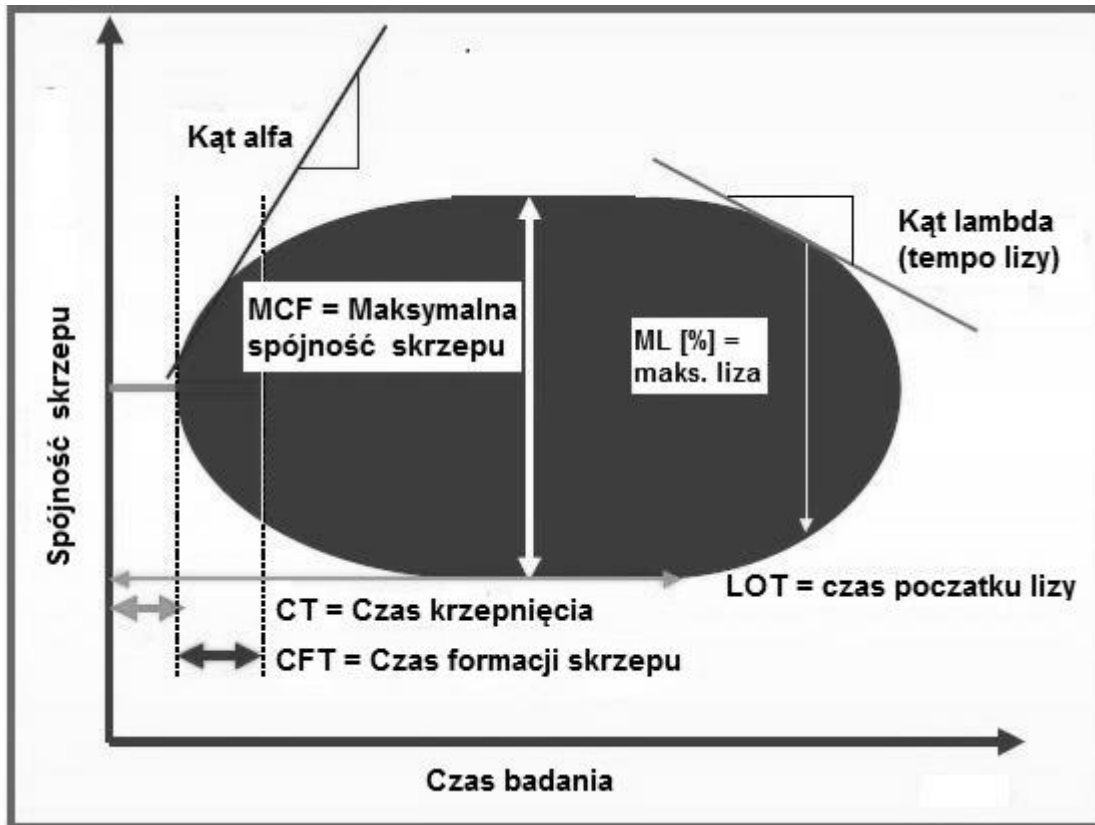 Kąt alfa
Kąt lambda
(tempo lizy)
MCF = Maksymalna
spójność skrzepu
ML [%] =
maks. liza
Spójność skrzepu
LOT = czas poczatku lizy
CT = Czas krzepnięcia
CFT = Czas formacji skrzepu
Czas badania